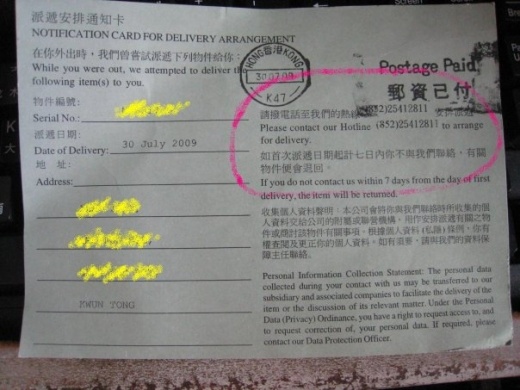 派遞安排通知卡
NOTIFICATION CARD FOR DELIVERY ARRANGEMENT
在你外出時，我們曾嘗試派遞下列物件給你：
While you were out, we attempted to deliver the
following item(s) to you.
物件編號：
Serial No.:
派遞日期：
Date of Delivery: 30 July 2009
地 址：
Address:
KWUN TONG
HONG 香港 KONG
30.07.09
K47
Postage Paid
郵資已付
請撥電話至我們的熱線 (852)25412811 安排派遞
Please contact our Hotline (852)25412811 to arrange
for delivery.
如首次派遞日期起計七日內你不與我們聯絡，有關
物件便會退回。
If you do not contact us within 7 days from the day of first
delivery, the item will be returned.
收集個人資料聲明：本公司會將你與我們聯絡時所收集的個
人資料交給公司的附屬或聯營機構，用作安排派遞有關之物
件或商討該物件有關事項。根據個人資料（私隱）條例，你有
權查閱及更正你的個人資料。如有需要，請與我們的資料保
障主任聯絡。
Personal Information Collection Statement: The personal data
collected during your contact with us may be transferred to our
subsidiary and associated companies to facilitate the delivery of the
item or the discussion of its relevant matter. Under the Personal
Data (Privacy) Ordinance, you have a right of request access to, and
to request correction of, your personal data. If required, please
contact our Data Protection Officer.